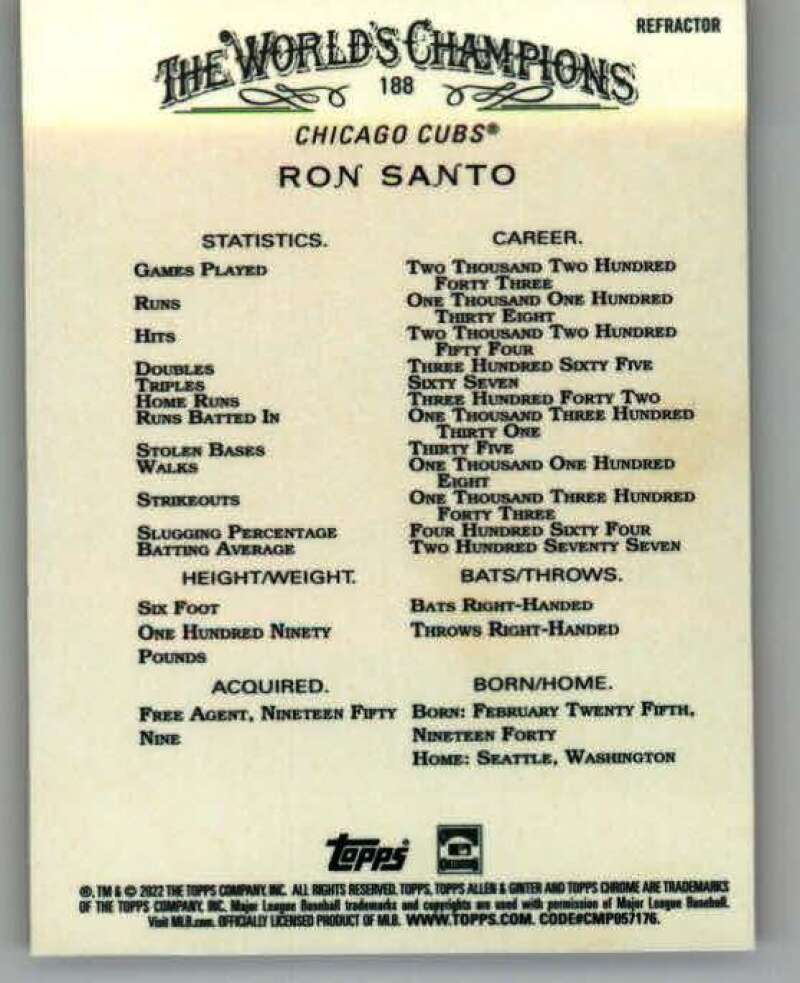 REFRACTOR
THE WORLD'S CHAMPIONS
188
CHICAGO CUBS®
RON SANTO
STATISTICS. CAREER.
GAMES PLAYED TWO THOUSAND TWO HUNDRED
FORTY THREE
RUNS ONE THOUSAND ONE HUNDRED
THIRTY EIGHT
HITS TWO THOUSAND TWO HUNDRED
FIFTY FOUR
DOUBLES THREE HUNDRED SIXTY FIVE
TRIPLES SIXTY SEVEN
HOME RUNS THREE HUNDRED FORTY TWO
RUNS BATTED IN ONE THOUSAND THREE HUNDRED
THIRTY ONE
STOLEN BASES THIRTY FIVE
WALKS ONE THOUSAND ONE HUNDRED
EIGHT
STRIKEOUTS ONE THOUSAND THREE HUNDRED
FORTY THREE
SLUGGING PERCENTAGE FOUR HUNDRED SIXTY FOUR
BATTING AVERAGE TWO HUNDRED SEVENTY SEVEN
HEIGHT/WEIGHT. BATS/THROWS.
SIX FOOT BATS RIGHT-HANDED
ONE HUNDRED NINETY THROWS RIGHT-HANDED
POUNDS
ACQUIRED. BORN/HOME.
FREE AGENT, NINETEEN FIFTY BORN: FEBRUARY TWENTY FIFTH,
NINE NINETEEN FORTY
HOME: SEATTLE, WASHINGTON
topps®
®, TM & © 2022 THE TOPPS COMPANY, INC. ALL RIGHTS RESERVED. TOPPS, TOPPS ALLEN & GINTER AND TOPPS CHROME ARE TRADEMARKS
OF THE TOPPS COMPANY, INC. Major League Baseball trademarks and copyrights are used with permission of Major League Baseball.
Visit MLB.com. OFFICIALLY LICENSED PRODUCT OF MLB. WWW.TOPPS.COM. CODE#CMP057176.